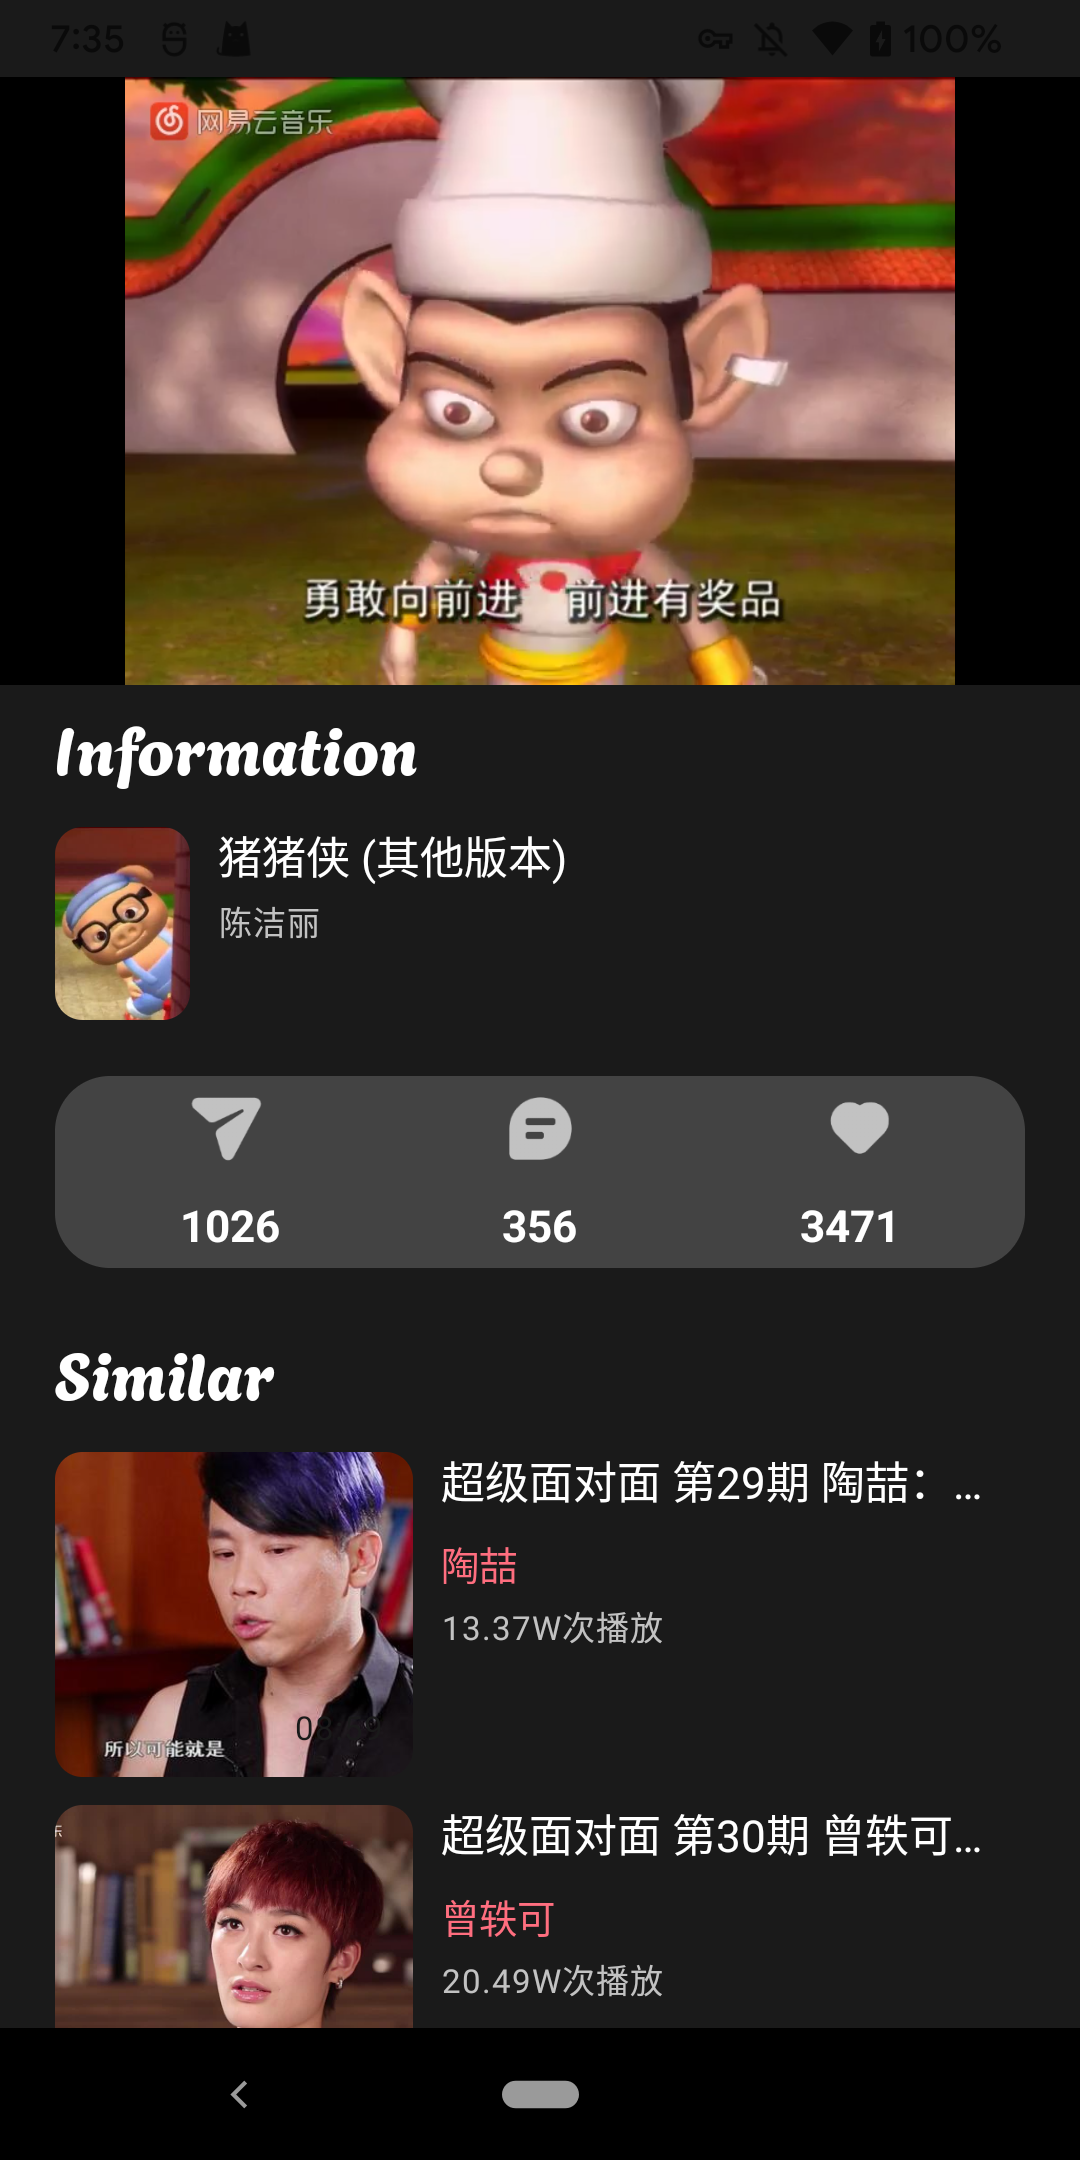 7:35
100%
网易云音乐
勇敢向前进 前进有奖品
Information
猪猪侠 (其他版本)
陈洁丽
1026
356
3471
Similar
超级面对面 第29期 陶喆：...
陶喆
13.37W次播放
所以可能就是
超级面对面 第30期 曾轶可...
曾轶可
20.49W次播放